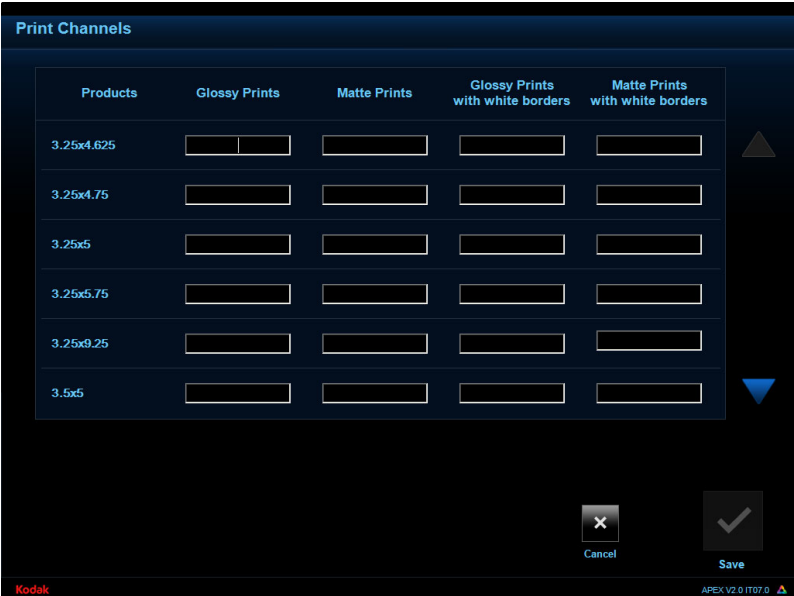 Print Channels
Products Glossy Prints Matte Prints Glossy Prints with white borders Matte Prints with white borders
3.25x4.625
3.25x4.75
3.25x5
3.25x5.75
3.25x9.25
3.5x5
Cancel
Save
Kodak APEX V2.0 IT07.0